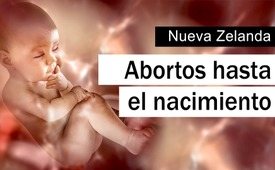 Nueva Zelanda
Abortos hasta
el nacimiento